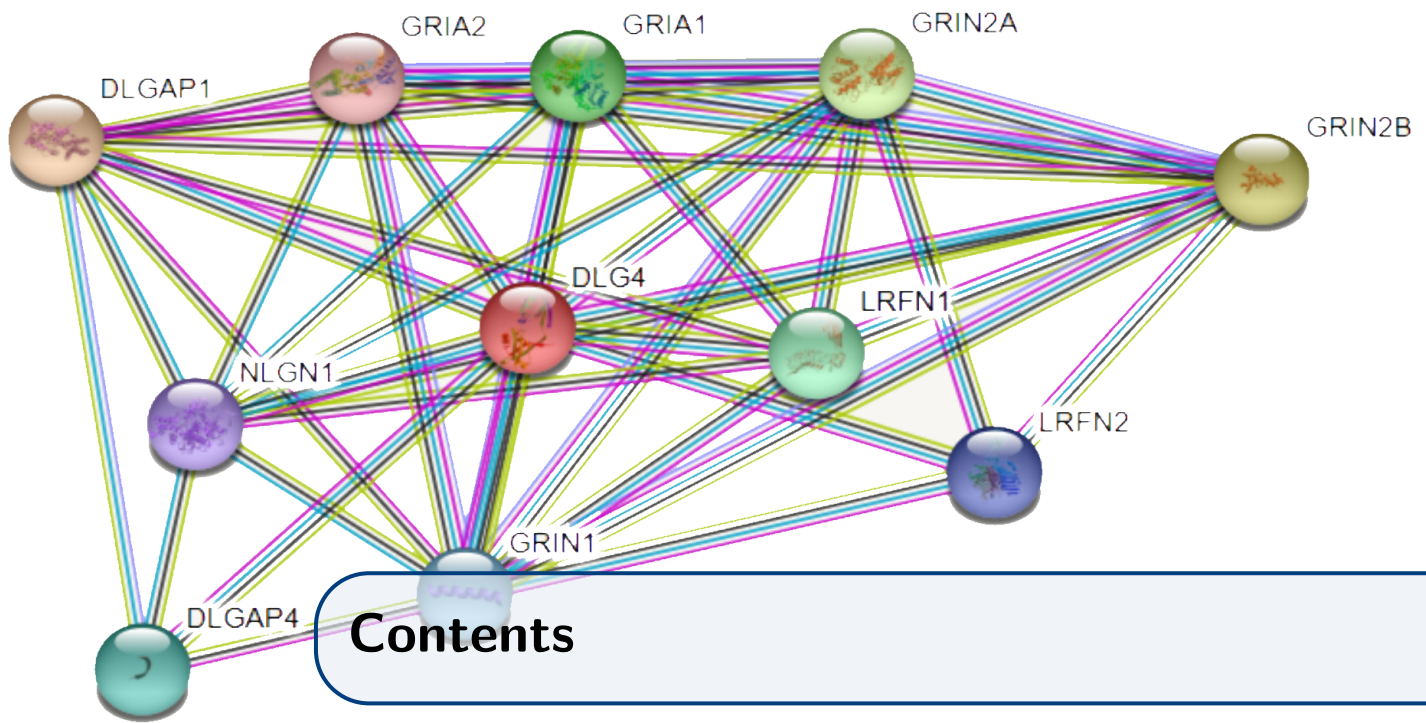 GRIA2
GRIA1
GRIN2A
DLGAP1
GRIN2B
DLG4
LRFN1
NLGN1
LRFN2
GRIN1
DLGAP4
Contents